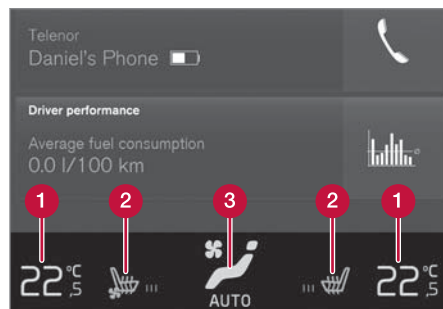 Telenor
Daniel's Phone
Driver performance
Average fuel consumption
0.0 l/100 km
1
2
3
2
1
22°C,5
22°C,5
AUTO